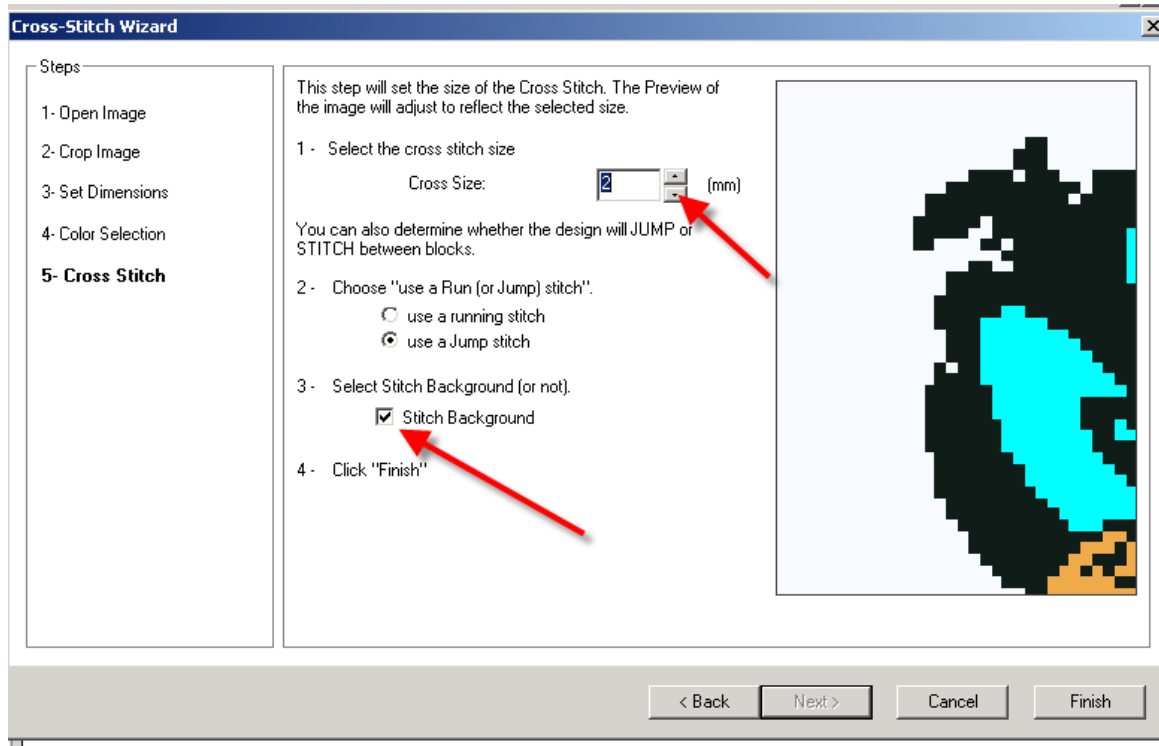 Cross-Stitch Wizard
Steps
1- Open Image
2- Crop Image
3- Set Dimensions
4- Color Selection
5- Cross Stitch
This step will set the size of the Cross Stitch. The Preview of
the image will adjust to reflect the selected size.
1 - Select the cross stitch size
Cross Size: 2 (mm)
You can also determine whether the design will JUMP or
STITCH between blocks.
2 - Choose "use a Run (or Jump) stitch".
use a running stitch
use a Jump stitch
3 - Select Stitch Background (or not).
Stitch Background
4 - Click "Finish"
< Back Next > Cancel Finish